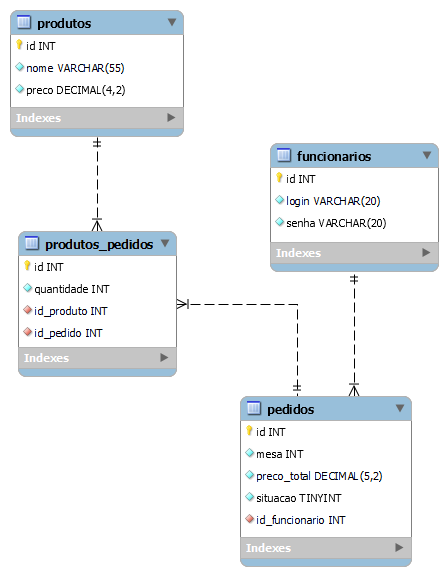 produtos
id INT
nome VARCHAR(55)
preco DECIMAL(4,2)
Indexes
funcionarios
id INT
login VARCHAR(20)
senha VARCHAR(20)
Indexes
produtos_pedidos
id INT
quantidade INT
id_produto INT
id_pedido INT
Indexes
pedidos
id INT
mesa INT
preco_total DECIMAL(5,2)
situacao TINYINT
id_funcionario INT
Indexes